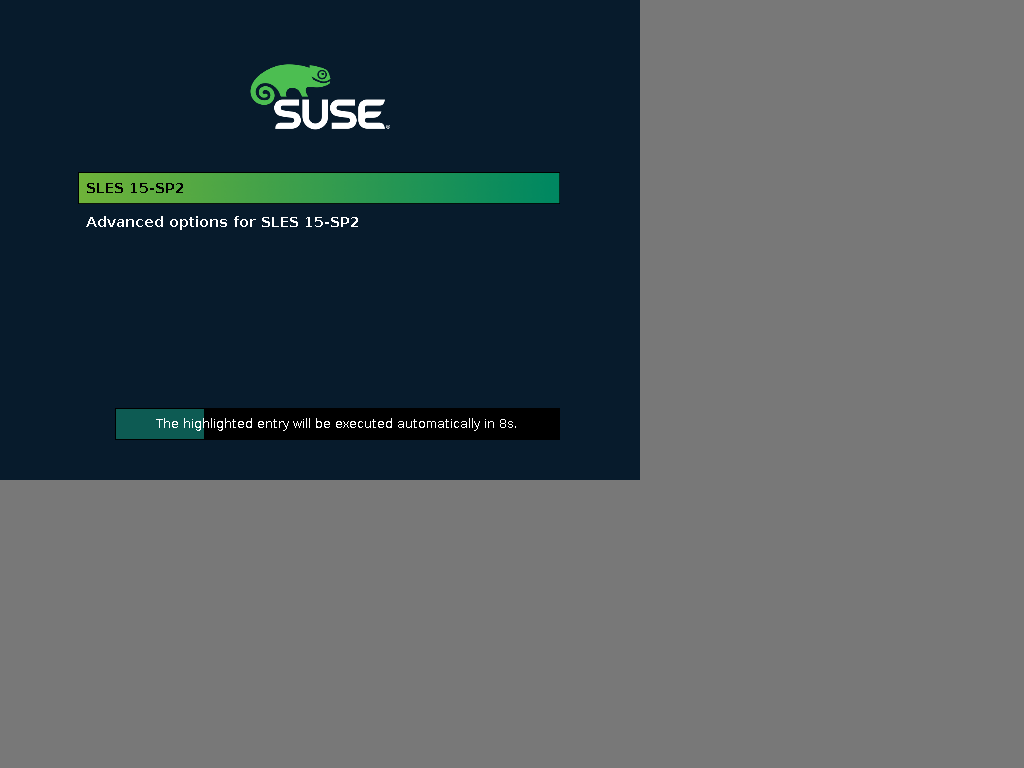 SUSE®
SLES 15-SP2
Advanced options for SLES 15-SP2
The highlighted entry will be executed automatically in 8s.